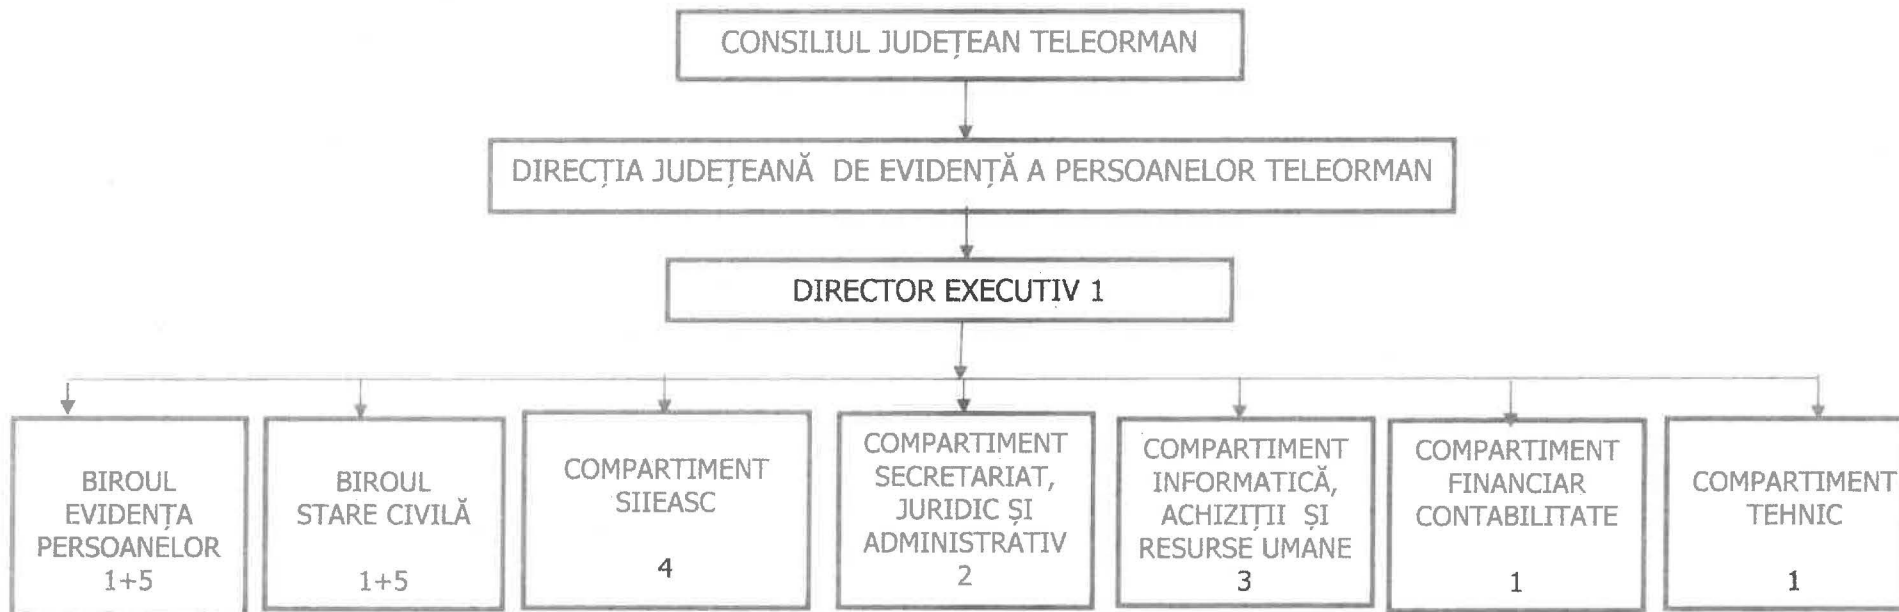 CONSILIUL JUDEȚEAN TELEORMAN
DIRECȚIA JUDEȚEANĂ DE EVIDENȚĂ A PERSOANELOR TELEORMAN
DIRECTOR EXECUTIV 1
BIROUL
EVIDENȚA
PERSOANELOR
1+5
BIROUL
STARE CIVILĂ
1+5
COMPARTIMENT
SIIEASC
4
COMPARTIMENT
SECRETARIAT,
JURIDIC ȘI
ADMINISTRATIV
2
COMPARTIMENT
INFORMATICĂ,
ACHIZIȚII ȘI
RESURSE UMANE
3
COMPARTIMENT
FINANCIAR
CONTABILITATE
1
COMPARTIMENT
TEHNIC
1